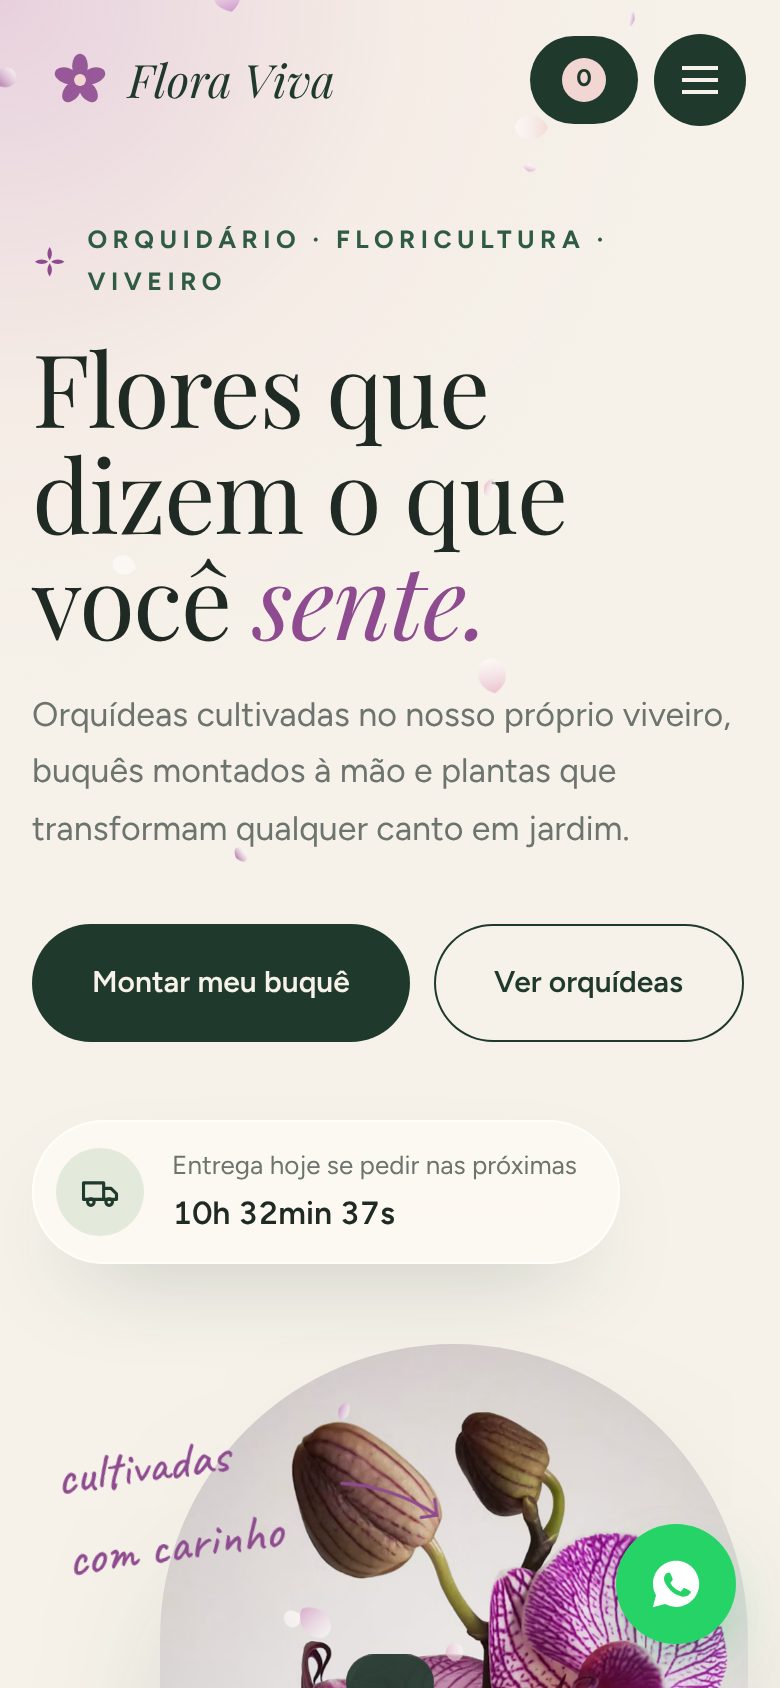 Flora Viva
0
ORQUIDÁRIO · FLORICULTURA ·
VIVEIRO
Flores que
dizem o que
você sente.
Orquídeas cultivadas no nosso próprio viveiro,
buquês montados à mão e plantas que
transformam qualquer canto em jardim.
Montar meu buquê
Ver orquídeas
Entrega hoje se pedir nas próximas
10h 32min 37s
cultivadas
com carinho